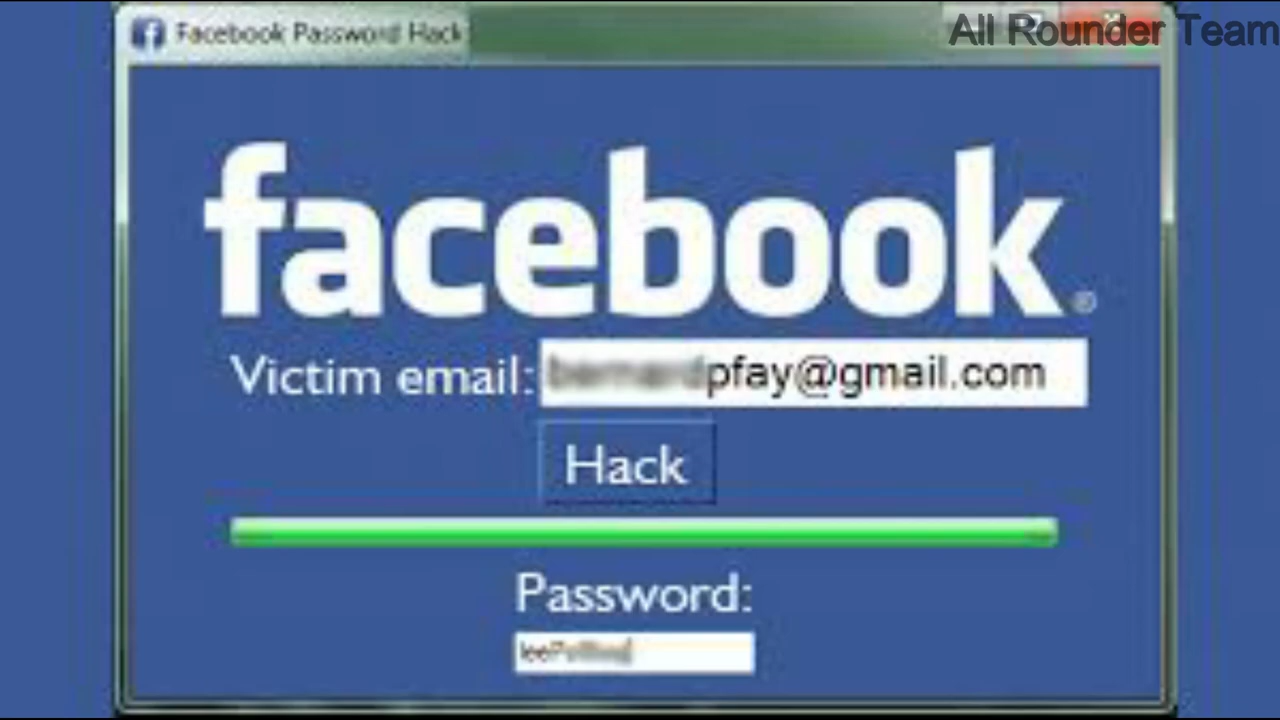 Facebook Password Hack
All Rounder Team
facebook®
Victim email: pfay@gmail.com
Hack
Password: